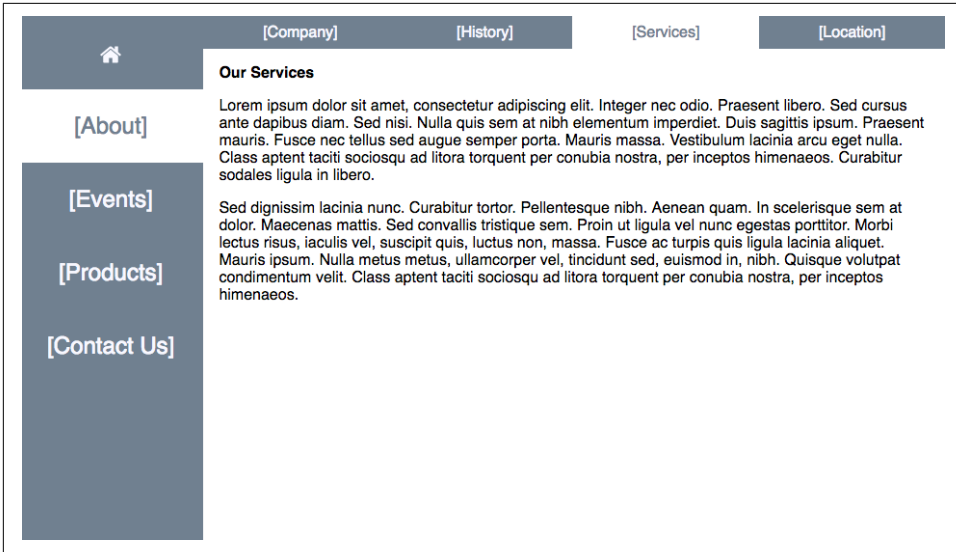 [Company] [History] [Services] [Location]
[About]
[Events]
[Products]
[Contact Us]
Our Services
Lorem ipsum dolor sit amet, consectetur adipiscing elit. Integer nec odio. Praesent libero. Sed cursus
ante dapibus diam. Sed nisi. Nulla quis sem at nibh elementum imperdiet. Duis sagittis ipsum. Praesent
mauris. Fusce nec tellus sed augue semper porta. Mauris massa. Vestibulum lacinia arcu eget nulla.
Class aptent taciti sociosqu ad litora torquent per conubia nostra, per inceptos himenaeos. Curabitur
sodales ligula in libero.
Sed dignissim lacinia nunc. Curabitur tortor. Pellentesque nibh. Aenean quam. In scelerisque sem at
dolor. Maecenas mattis. Sed convallis tristique sem. Proin ut ligula vel nunc egestas porttitor. Morbi
lectus risus, iaculis vel, suscipit quis, luctus non, massa. Fusce ac turpis quis ligula lacinia aliquet.
Mauris ipsum. Nulla metus metus, ullamcorper vel, tincidunt sed, euismod in, nibh. Quisque volutpat
condimentum velit. Class aptent taciti sociosqu ad litora torquent per conubia nostra, per inceptos
himenaeos.